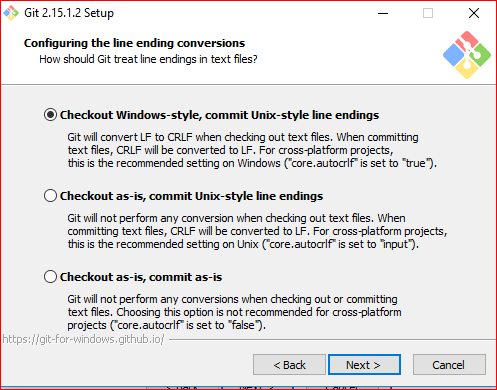 Git 2.15.1.2 Setup
Configuring the line ending conversions
How should Git treat line endings in text files?
Checkout Windows-style, commit Unix-style line endings
Git will convert LF to CRLF when checking out text files. When committing
text files, CRLF will be converted to LF. For cross-platform projects,
this is the recommended setting on Windows ("core.autocrlf" is set to "true").
Checkout as-is, commit Unix-style line endings
Git will not perform any conversion when checking out text files. When
committing text files, CRLF will be converted to LF. For cross-platform projects,
this is the recommended setting on Unix ("core.autocrlf" is set to "input").
Checkout as-is, commit as-is
Git will not perform any conversions when checking out or committing
text files. Choosing this option is not recommended for cross-platform
projects ("core.autocrlf" is set to "false").
https://git-for-windows.github.io/
< Back
Next >
Cancel